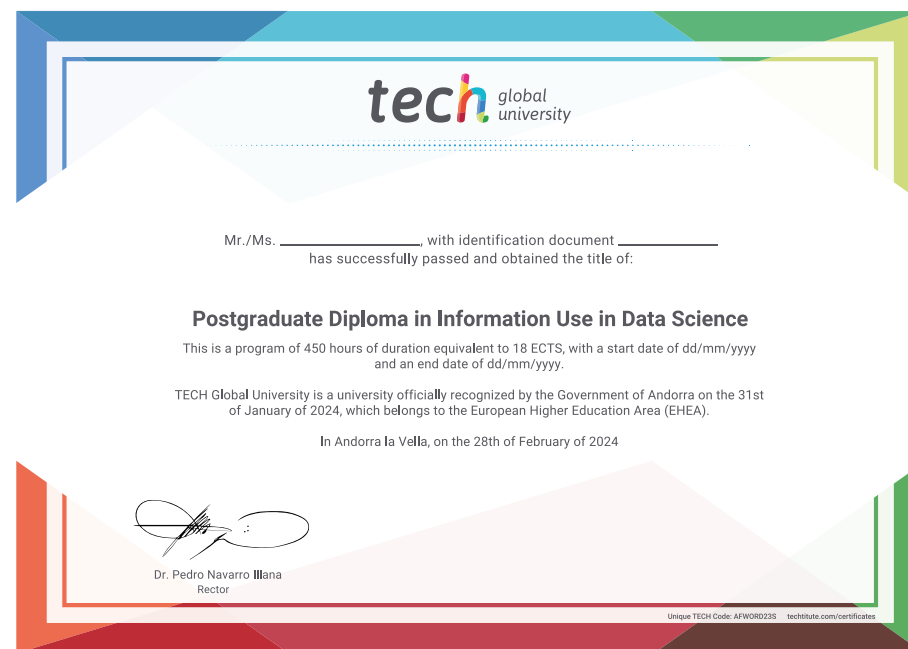 tech global university
Mr./Ms. ____________, with identification document ____________
has successfully passed and obtained the title of:
Postgraduate Diploma in Information Use in Data Science
This is a program of 450 hours of duration equivalent to 18 ECTS, with a start date of dd/mm/yyyy
and an end date of dd/mm/yyyy.
TECH Global University is a university officially recognized by the Government of Andorra on the 31st
of January of 2024, which belongs to the European Higher Education Area (EHEA).
In Andorra la Vella, on the 28th of February of 2024
Dr. Pedro Navarro Illana
Rector
Unique TECH Code: AFWORD23S techtitute.com/certificates